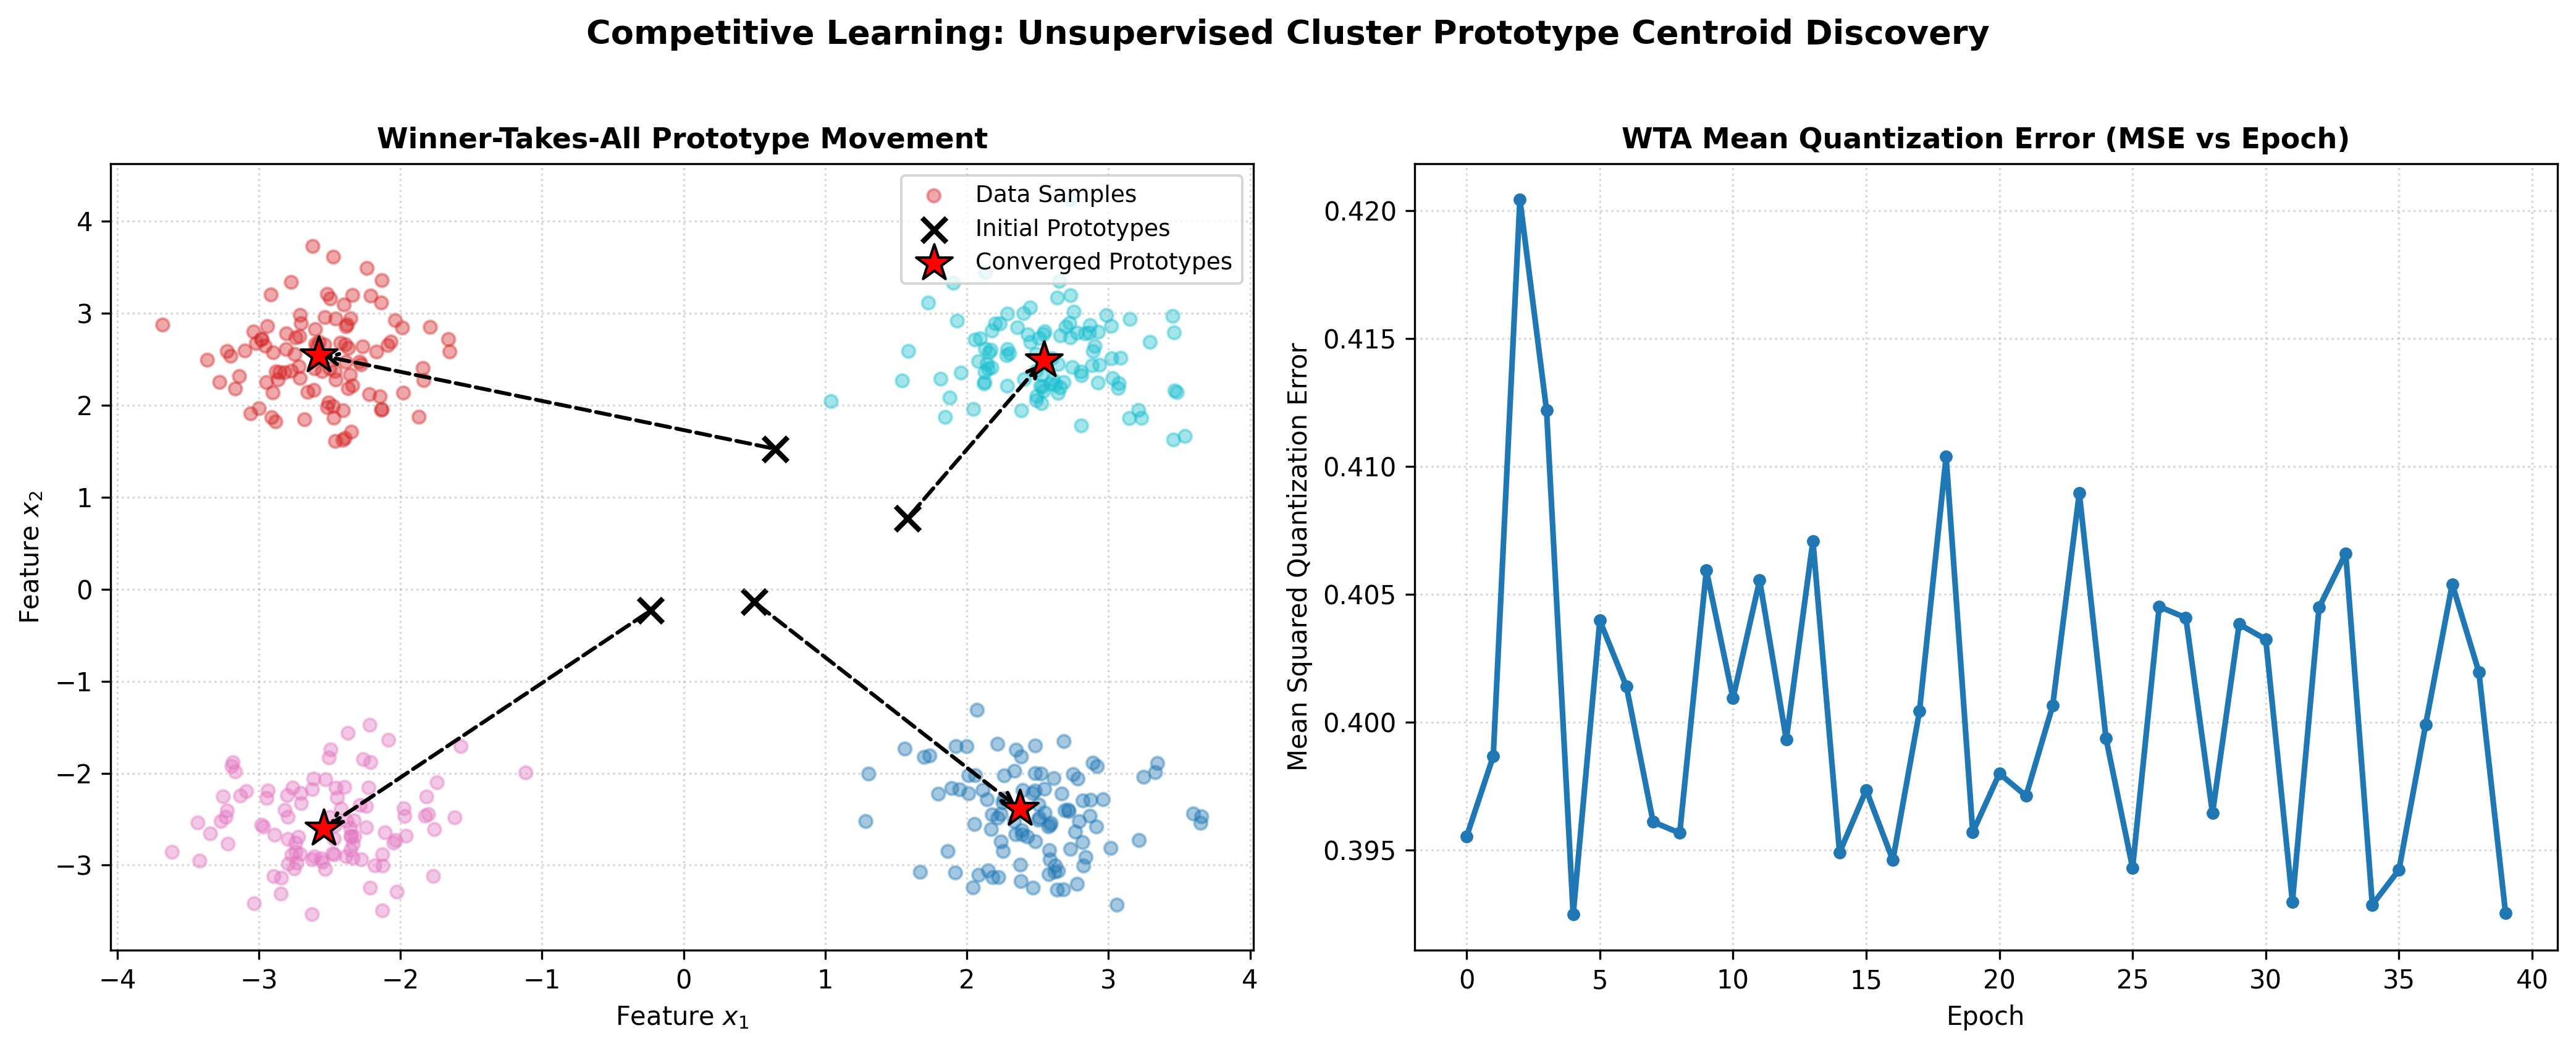 Competitive Learning: Unsupervised Cluster Prototype Centroid Discovery
Winner-Takes-All Prototype Movement
Data Samples
Initial Prototypes
Converged Prototypes
4
3
2
1
0
−1
−2
−3
Feature x₂
−4 −3 −2 −1 0 1 2 3 4
Feature x₁
WTA Mean Quantization Error (MSE vs Epoch)
0.420
0.415
0.410
0.405
0.400
0.395
Mean Squared Quantization Error
0 5 10 15 20 25 30 35 40
Epoch